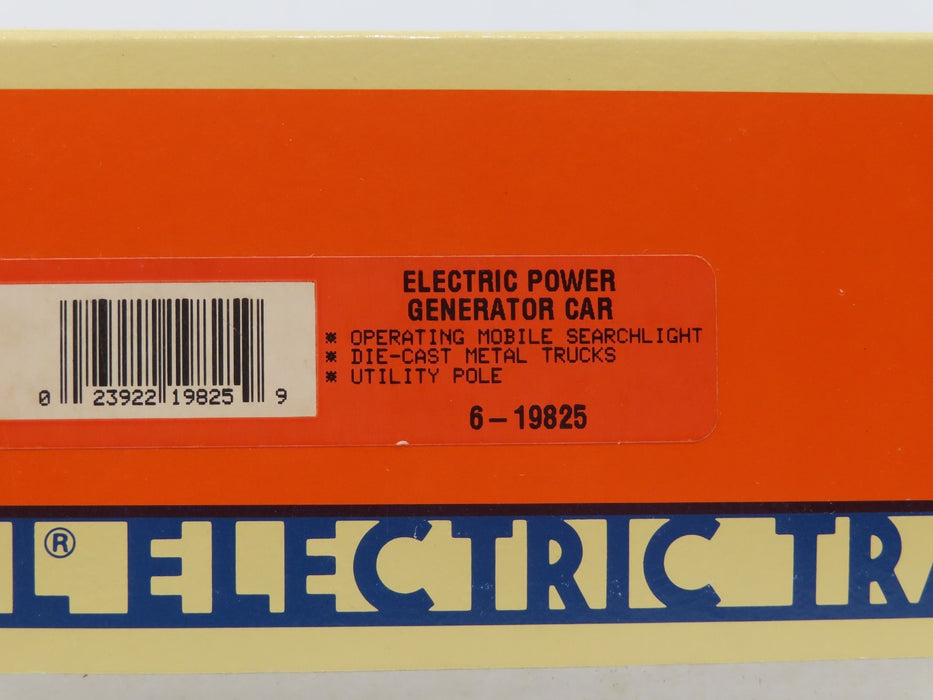 ELECTRIC POWER
GENERATOR CAR
⁕ OPERATING MOBILE SEARCHLIGHT
⁕ DIE-CAST METAL TRUCKS
⁕ UTILITY POLE
6-19825
0 23922 19825 9
L® ELECTRIC TRA